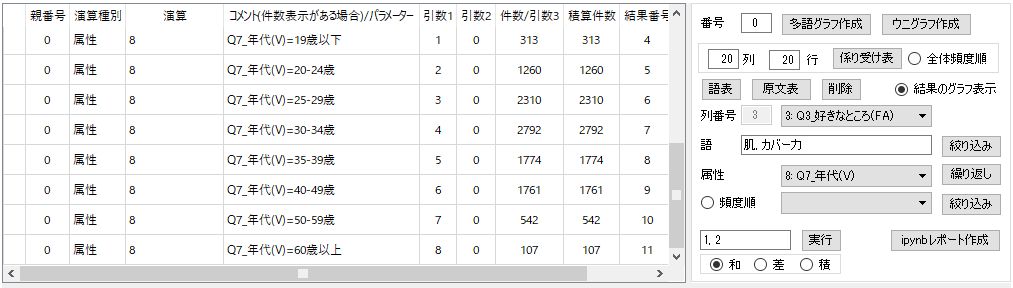 親番号 演算種別 演算 コメント(件数表示がある場合)//パラメーター 引数1 引数2 件数/引数3 積算件数 結果番号
0 属性 8 Q7_年代(V)=19歳以下 1 0 313 313 4
0 属性 8 Q7_年代(V)=20-24歳 2 0 1260 1260 5
0 属性 8 Q7_年代(V)=25-29歳 3 0 2310 2310 6
0 属性 8 Q7_年代(V)=30-34歳 4 0 2792 2792 7
0 属性 8 Q7_年代(V)=35-39歳 5 0 1774 1774 8
0 属性 8 Q7_年代(V)=40-49歳 6 0 1761 1761 9
0 属性 8 Q7_年代(V)=50-59歳 7 0 542 542 10
0 属性 8 Q7_年代(V)=60歳以上 8 0 107 107 11
番号 0 多語グラフ作成 ウニグラフ作成
20 列 20 行 係り受け表 全体頻度順
語表 原文表 削除 結果のグラフ表示
列番号 3 3: Q3_好きなところ(FA)
語 肌, カバー力 絞り込み
属性 8: Q7_年代(V) 繰り返し
頻度順 絞り込み
1, 2 実行 ipynbレポート作成
和 差 積